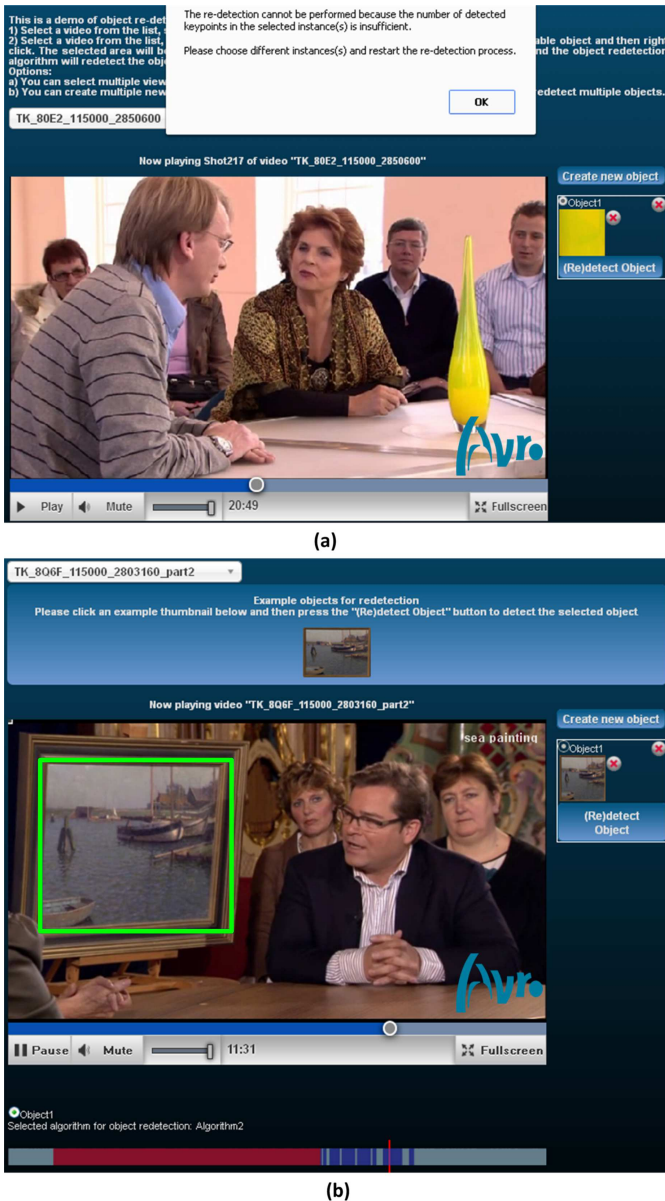 This is a demo of object re-det
1) Select a video from the list,
2) Select a video from the list,
able object and then right
click. The selected area will be
nd the object redetection
algorithm will redetect the obj
Options:
a) You can select multiple view
b) You can create multiple new
redetect multiple objects.
The re-detection cannot be performed because the number of detected
keypoints in the selected instance(s) is insufficient.
Please choose different instances(s) and restart the re-detection process.
OK
TK_80E2_115000_2850600
Now playing Shot217 of video "TK_80E2_115000_2850600"
Create new object
Object1
(Re)detect Object
Avro
Play
Mute
20:49
Fullscreen
(a)
TK_8Q6F_115000_2803160_part2
Example objects for redetection
Please click an example thumbnail below and then press the "(Re)detect Object" button to detect the selected object
Now playing video "TK_8Q6F_115000_2803160_part2"
Create new object
sea painting
Object1
(Re)detect
Object
Avro
Pause
Mute
11:31
Fullscreen
Object1
Selected algorithm for object redetection: Algorithm2
(b)